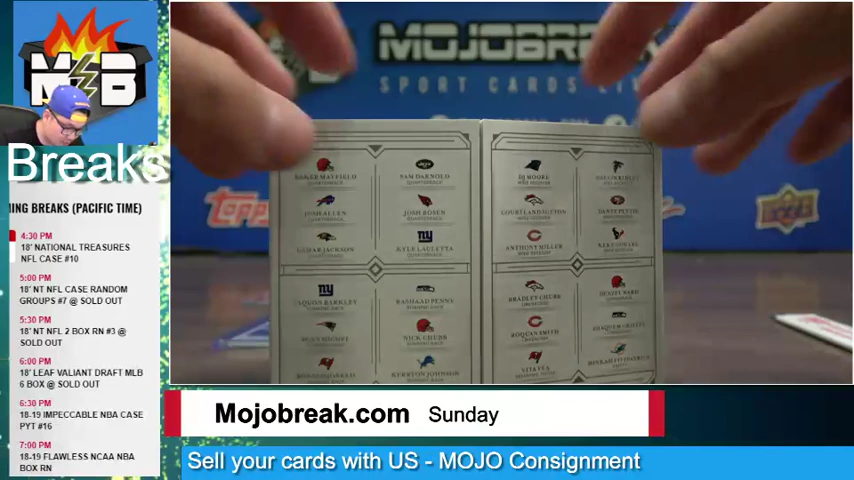 MB
Breaks
ING BREAKS (PACIFIC TIME)
4:30 PM
18' NATIONAL TREASURES
NFL CASE #10
5:00 PM
18' NT NFL CASE RANDOM
GROUPS #7 @ SOLD OUT
5:30 PM
18' NT NFL 2 BOX RN #3 @
SOLD OUT
6:00 PM
18' LEAF VALIANT DRAFT MLB
6 BOX @ SOLD OUT
6:30 PM
18-19 IMPECCABLE NBA CASE
PYT #16
7:00 PM
18-19 FLAWLESS NCAA NBA
BOX RN
MOJOBREAK
SPORT CARDS LIV
Topps
BAKER MAYFIELD
SAM DARNOLD
JOSH ALLEN
JOSH ROSEN
LAMAR JACKSON
KYLE LAULETTA
SAQUON BARKLEY
RASHAAD PENNY
NICK CHUBB
KERRYON JOHNSON
DJ MOORE
COURTLAND SUTTON
DANTE PETTIS
ANTHONY MILLER
BRADLEY CHUBB
DENZEL WARD
ROQUAN SMITH
SHAQUEM GRIFFIN
VITA VEA
Mojobreak.com Sunday
Sell your cards with US - MOJO Consignment